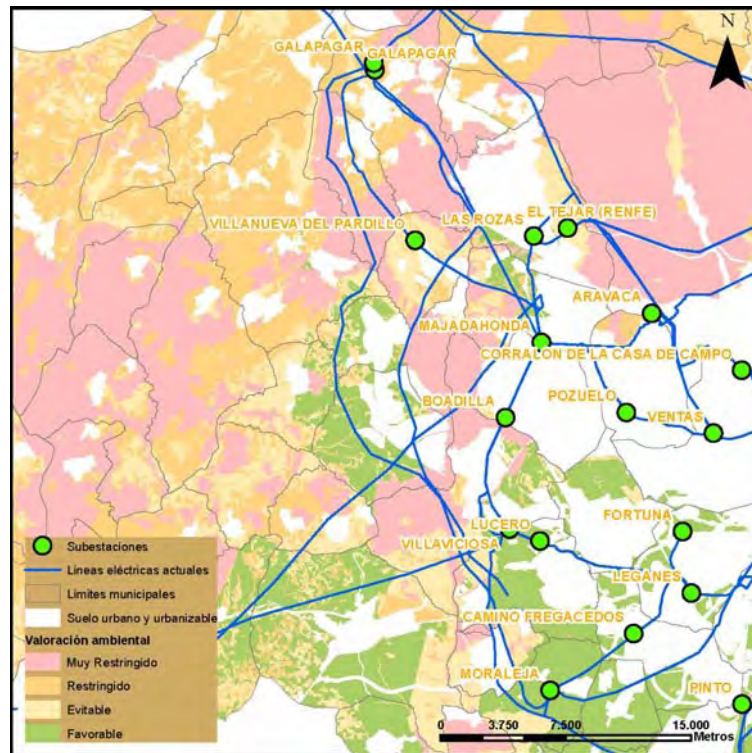 N
GALAPAGAR
GALAPAGAR
VILLANUEVA DEL PARDILLO
LAS ROZAS
EL TEJAR (RENFE)
ARAVACA
MAJADAHONDA
CORRALON DE LA CASA DE CAMPO
BOADILLA
POZUELO
VENTAS
LUCERO
FORTUNA
VILLAVICIOSA
LEGANES
CAMINO FREGACEDOS
MORALEJA
PINTO
Subestaciones
Lineas eléctricas actuales
Limites municipales
Suelo urbano y urbanizable
Valoración ambiental
Muy Restringido
Restringido
Evitable
Favorable
0 3.750 7.500 15.000
Metros